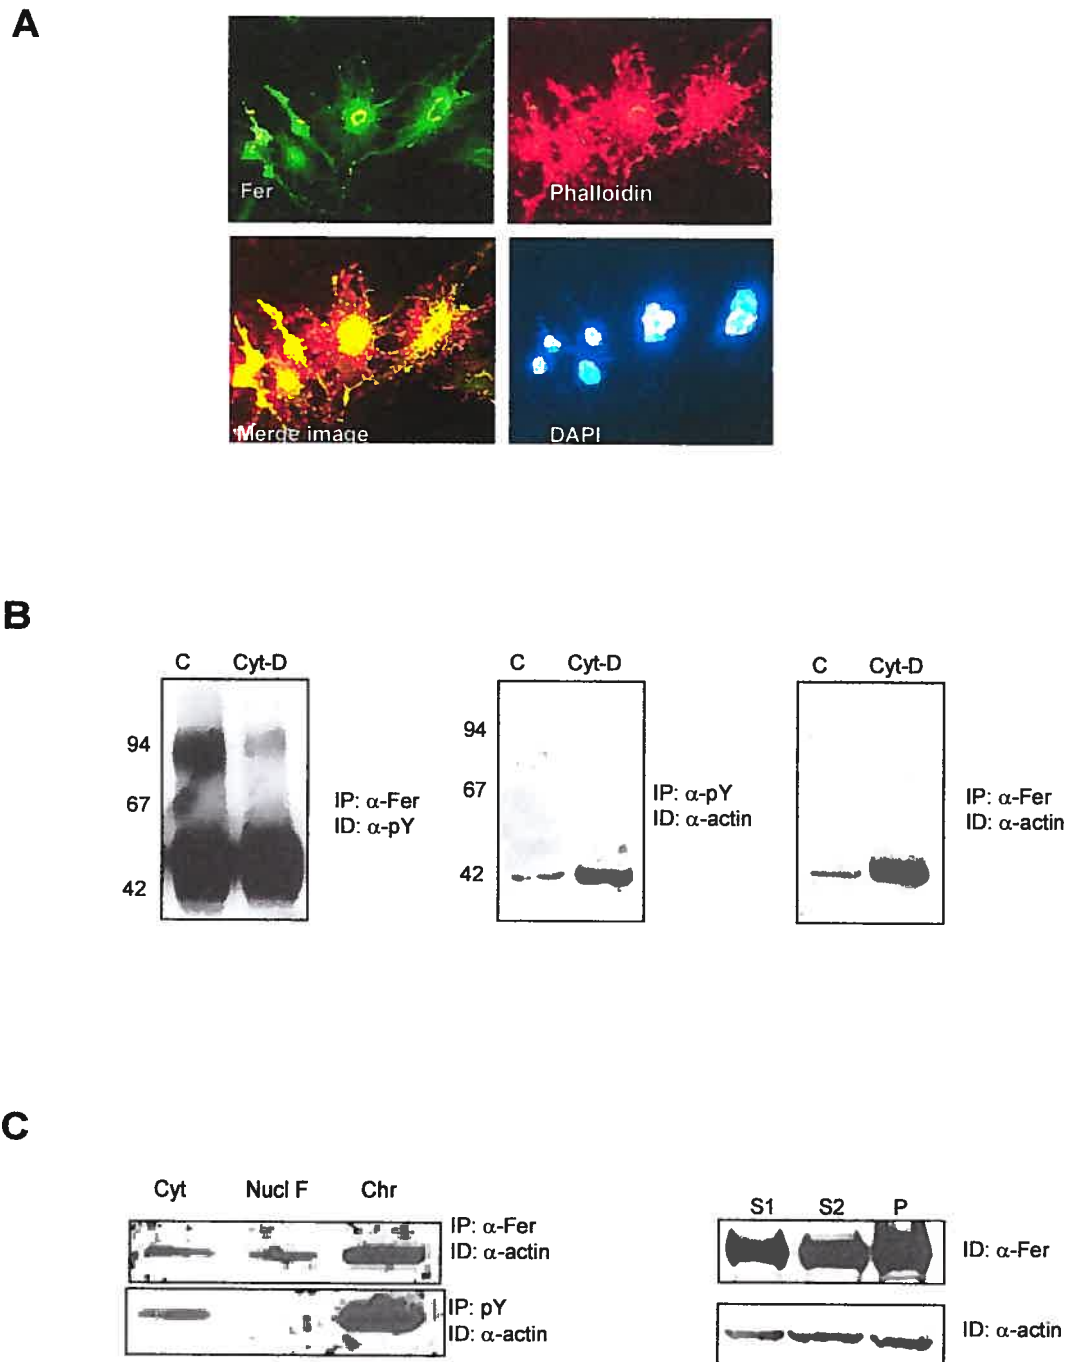 A
Fer
Phalloidin
Merge image
DAPI
B
C Cyt-D
94
67
42
IP: α-Fer
ID: α-pY
C Cyt-D
94
67
42
IP: α-pY
ID: α-actin
C Cyt-D
IP: α-Fer
ID: α-actin
C
Cyt Nucl F Chr
IP: α-Fer
ID: α-actin
IP: pY
ID: α-actin
S1 S2 P
ID: α-Fer
ID: α-actin